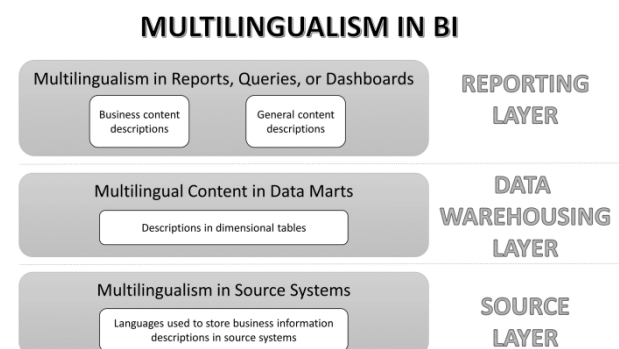 MULTILINGUALISM IN BI
Multilingualism in Reports, Queries, or Dashboards
Business content
descriptions
General content
descriptions
REPORTING
LAYER
Multilingual Content in Data Marts
Descriptions in dimensional tables
DATA
WAREHOUSING
LAYER
Multilingualism in Source Systems
Languages used to store business information
descriptions in source systems
SOURCE
LAYER